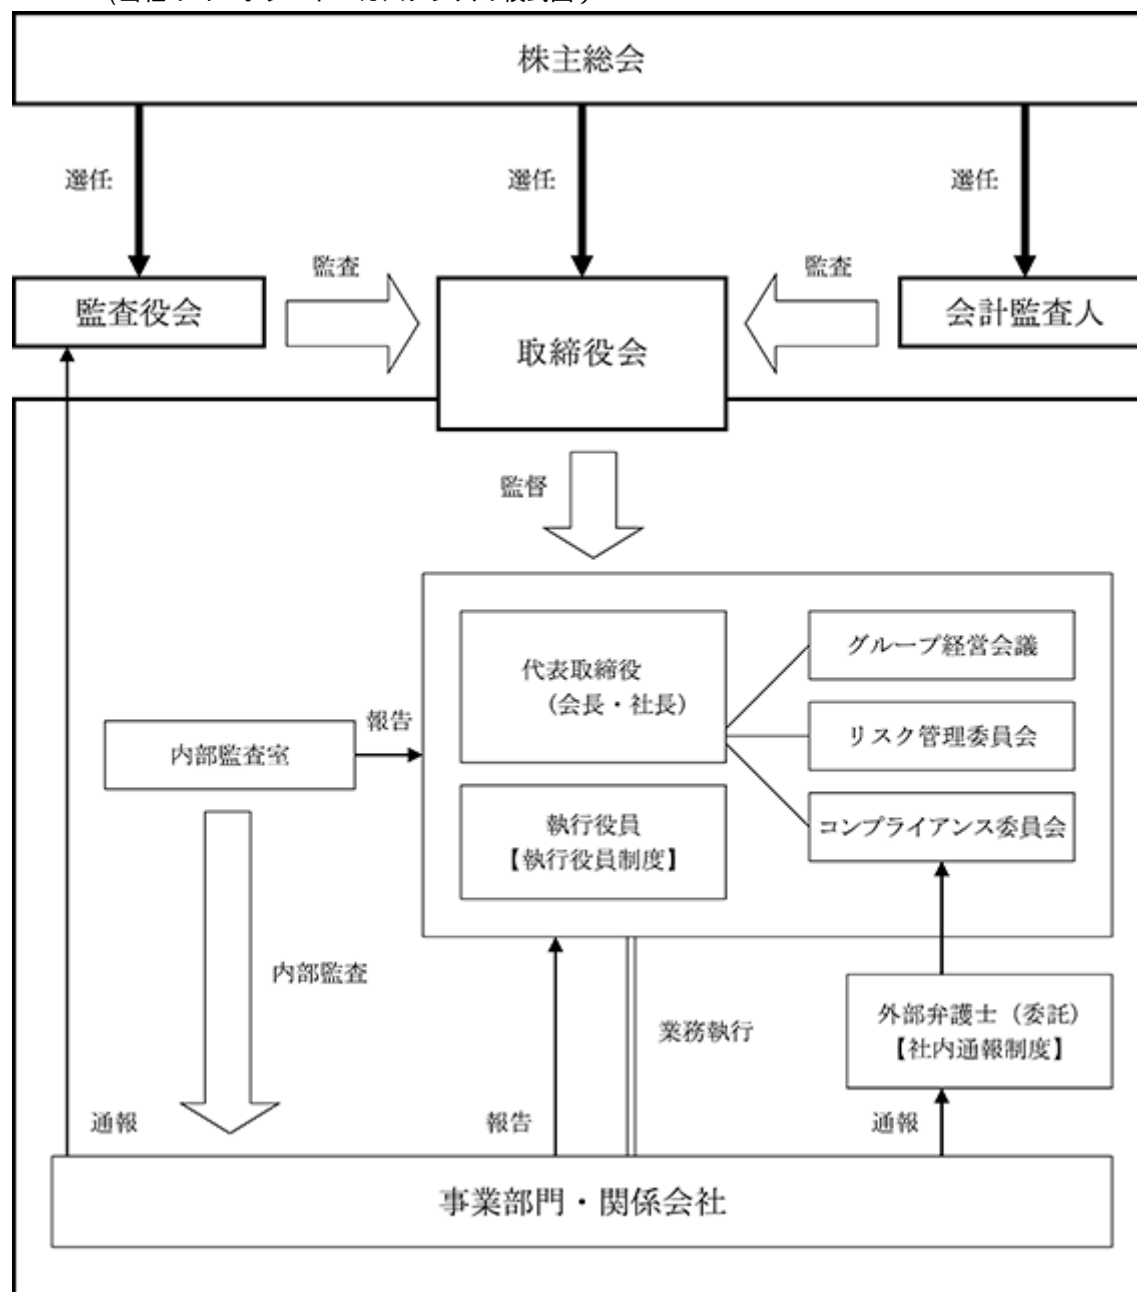 株主総会
選任
選任
選任
監査
監査
監査役会
取締役会
会計監査人
監督
代表取締役
(会長・社長)
グループ経営会議
報告
内部監査室
リスク管理委員会
執行役員
【執行役員制度】
コンプライアンス委員会
内部監査
業務執行
外部弁護士(委託)
【社内通報制度】
通報
報告
通報
事業部門・関係会社